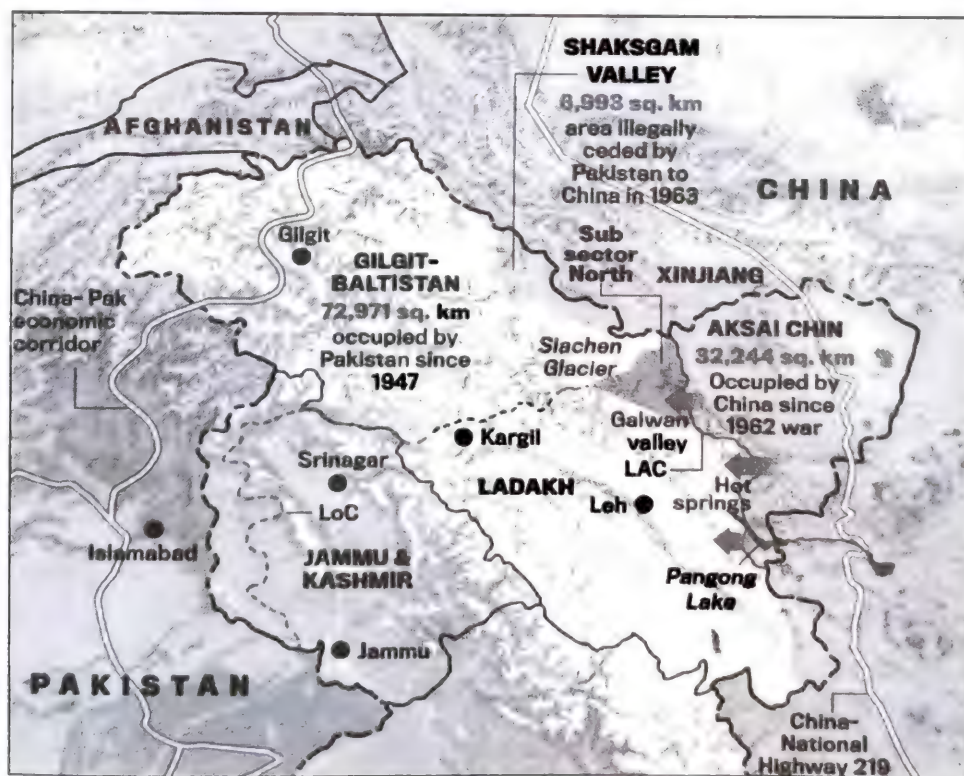 SHAKSGAM
VALLEY
6,993 sq. km
area illegally
ceded by
Pakistan to
China in 1963
AFGHANISTAN
CHINA
Gilgit
GILGIT-
BALTISTAN
72,971 sq. km
occupied by
Pakistan since
1947
Sub
sector
North
XINJIANG
China-Pak
economic
corridor
AKSAI CHIN
32,244 sq. km
Occupied by
China since
1962 war
Siachen
Glacier
Galwan
valley
LAC
Kargil
Srinagar
LoC
LADAKH
Leh
Hot
springs
Islamabad
JAMMU &
KASHMIR
Pangong
Lake
Jammu
PAKISTAN
China-
National
Highway 219